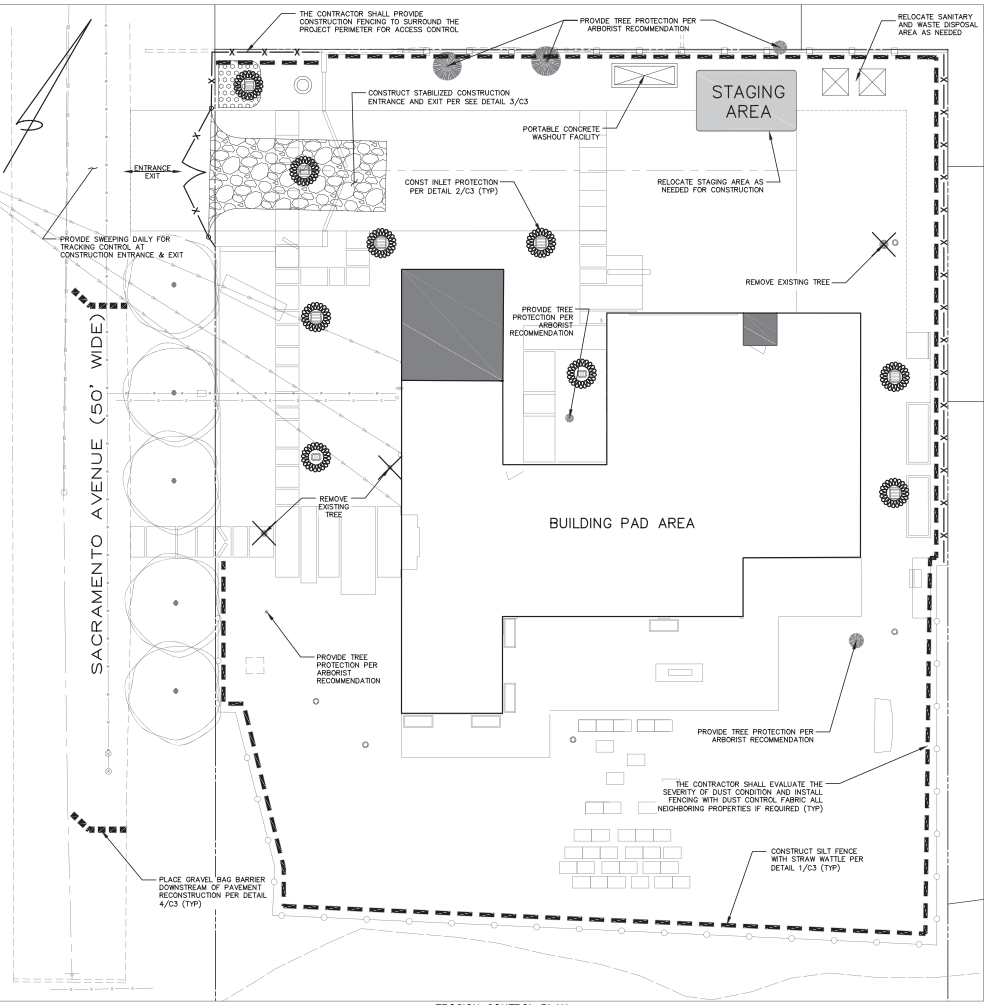 THE CONTRACTOR SHALL PROVIDE
CONSTRUCTION FENCING TO SURROUND THE
PROJECT PERIMETER FOR ACCESS CONTROL
PROVIDE TREE PROTECTION PER
ARBORIST RECOMMENDATION
RELOCATE SANITARY
AND WASTE DISPOSAL
AREA AS NEEDED
CONSTRUCT STABILIZED CONSTRUCTION
ENTRANCE AND EXIT PER SEE DETAIL 3/C3
STAGING
AREA
PORTABLE CONCRETE
WASHOUT FACILITY
ENTRANCE
EXIT
CONST INLET PROTECTION
PER DETAIL 2/C3 (TYP)
RELOCATE STAGING AREA AS
NEEDED FOR CONSTRUCTION
PROVIDE SWEEPING DAILY FOR
TRACKING CONTROL AT
CONSTRUCTION ENTRANCE & EXIT
REMOVE EXISTING TREE
PROVIDE TREE
PROTECTION PER
ARBORIST
RECOMMENDATION
SACRAMENTO AVENUE (50' WIDE)
REMOVE
EXISTING
TREE
BUILDING PAD AREA
PROVIDE TREE
PROTECTION PER
ARBORIST
RECOMMENDATION
PROVIDE TREE PROTECTION PER
ARBORIST RECOMMENDATION
THE CONTRACTOR SHALL EVALUATE THE
SEVERITY OF DUST CONDITION AND INSTALL
FENCING WITH DUST CONTROL FABRIC ALL
NEIGHBORING PROPERTIES IF REQUIRED (TYP)
CONSTRUCT SILT FENCE
WITH STRAW WATTLE PER
DETAIL 1/C3 (TYP)
PLACE GRAVEL BAG BARRIER
DOWNSTREAM OF PAVEMENT
RECONSTRUCTION PER DETAIL
4/C3 (TYP)